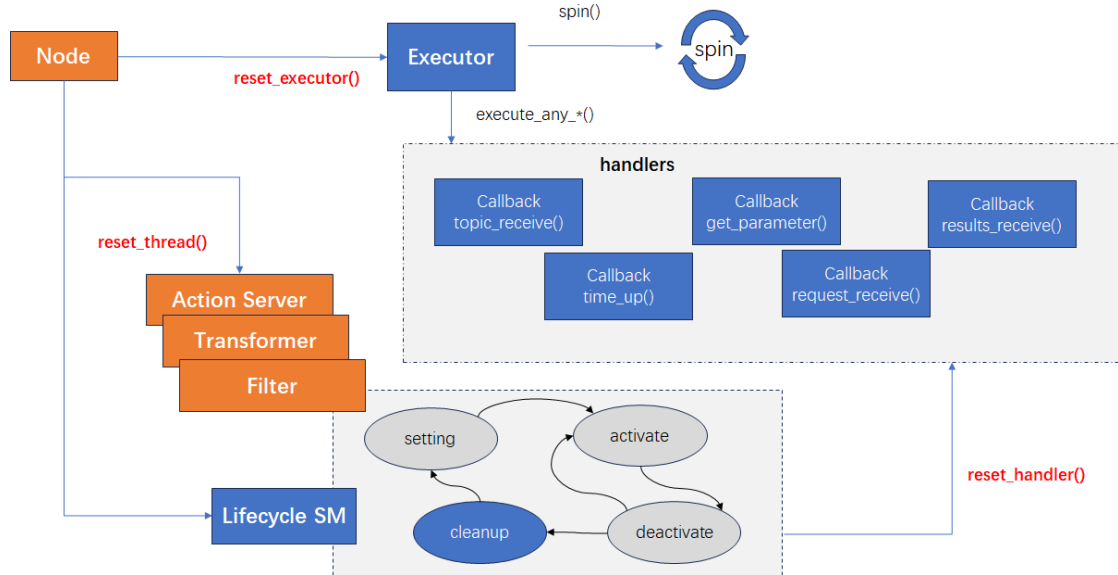 spin()
Node
Executor
spin
reset_executor()
execute_any_*()
handlers
Callback
topic_receive()
Callback
get_parameter()
Callback
results_receive()
Callback
time_up()
Callback
request_receive()
reset_thread()
Action Server
Transformer
Filter
setting
activate
reset_handler()
Lifecycle SM
cleanup
deactivate